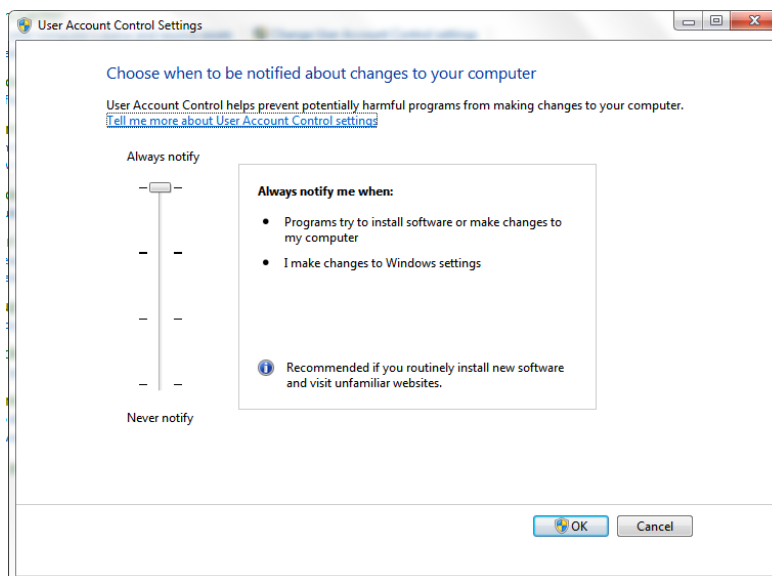 User Account Control Settings
Choose when to be notified about changes to your computer
User Account Control helps prevent potentially harmful programs from making changes to your computer.
Tell me more about User Account Control settings
Always notify
Always notify me when:
Programs try to install software or make changes to
my computer
I make changes to Windows settings
Recommended if you routinely install new software
and visit unfamiliar websites.
Never notify
OK
Cancel